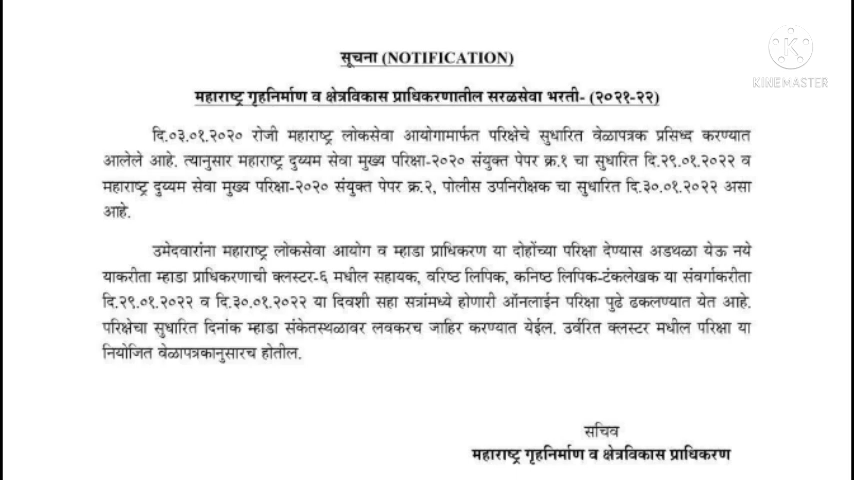 सूचना (NOTIFICATION)
KINEMASTER
महाराष्ट्र गृहनिर्माण व क्षेत्रविकास प्राधिकरणातील सरळसेवा भरती- (२०२१-२२)
दि.०३.०१.२०२० रोजी महाराष्ट्र लोकसेवा आयोगामार्फत परिक्षेचे सुधारित वेळापत्रक प्रसिध्द करण्यात
आलेले आहे. त्यानुसार महाराष्ट्र दुय्यम सेवा मुख्य परिक्षा-२०२० संयुक्त पेपर क्र.१ चा सुधारित दि.२९.०१.२०२२ व
महाराष्ट्र दुय्यम सेवा मुख्य परिक्षा-२०२० संयुक्त पेपर क्र.२, पोलीस उपनिरीक्षक चा सुधारित दि.३०.०१.२०२२ असा
आहे.
उमेदवारांना महाराष्ट्र लोकसेवा आयोग व म्हाडा प्राधिकरण या दोहोंच्या परिक्षा देण्यास अडथळा येऊ नये
याकरीता म्हाडा प्राधिकरणाची क्लस्टर-६ मधील सहायक, वरिष्ठ लिपिक, कनिष्ठ लिपिक-टंकलेखक या संवर्गाकरीता
दि.२९.०१.२०२२ व दि.३०.०१.२०२२ या दिवशी सहा सत्रांमध्ये होणारी ऑनलाईन परिक्षा पुढे ढकलण्यात येत आहे.
परिक्षेचा सुधारित दिनांक म्हाडा संकेतस्थळावर लवकरच जाहिर करण्यात येईल. उर्वरित क्लस्टर मधील परिक्षा या
नियोजित वेळापत्रकानुसारच होतील.
सचिव
महाराष्ट्र गृहनिर्माण व क्षेत्रविकास प्राधिकरण